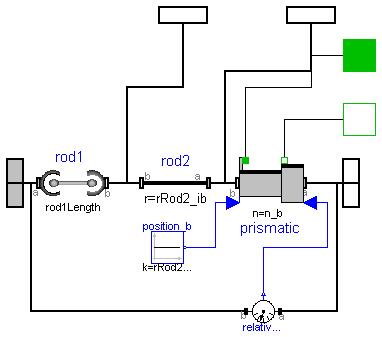 rod1
rod2
b
a
a
b
b
a
rod1Length
r=rRod2_ib
n=n_b
position_b
prismatic
k=rRod2...
b
a
relativ...